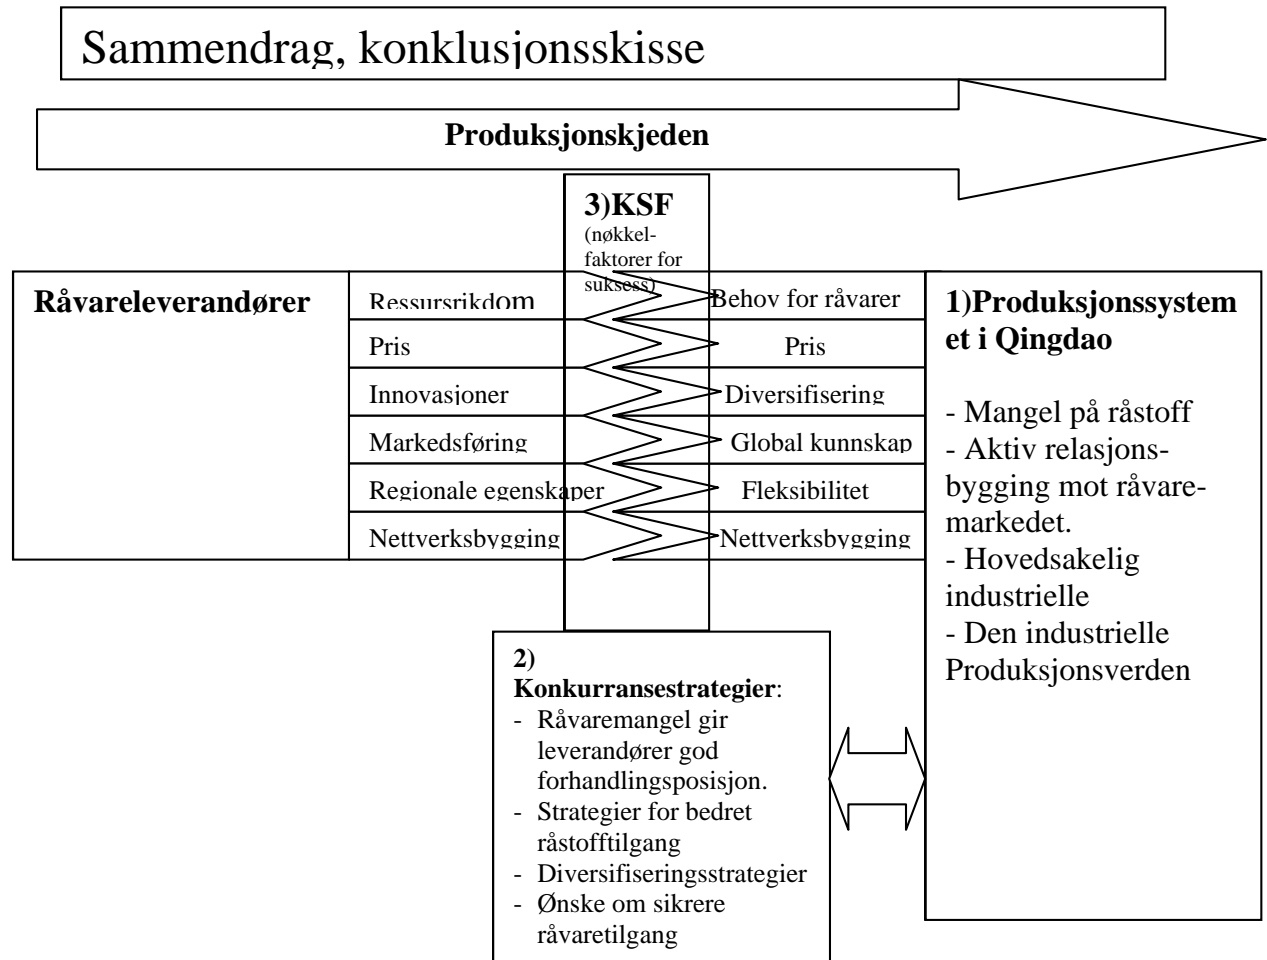 Sammendrag, konklusjonsskisse
Produksjonskjeden
3)KSF
(nøkkel-
faktorer for
suksess)
Råvareleverandører
Ressursrikdom
Pris
Innovasjoner
Markedsføring
Regionale egenskaper
Nettverksbygging
Behov for råvarer
Pris
Diversifisering
Global kunnskap
Fleksibilitet
Nettverksbygging
1)Produksjonssystem
et i Qingdao
- Mangel på råstoff
- Aktiv relasjons-
bygging mot råvare-
markedet.
- Hovedsakelig
industrielle
- Den industrielle
Produksjonsverden
2)
Konkurransestrategier:
- Råvaremangel gir
leverandører god
forhandlingsposisjon.
- Strategier for bedret
råstofftilgang
- Diversifiseringsstrategier
- Ønske om sikrere
råvaretilgang